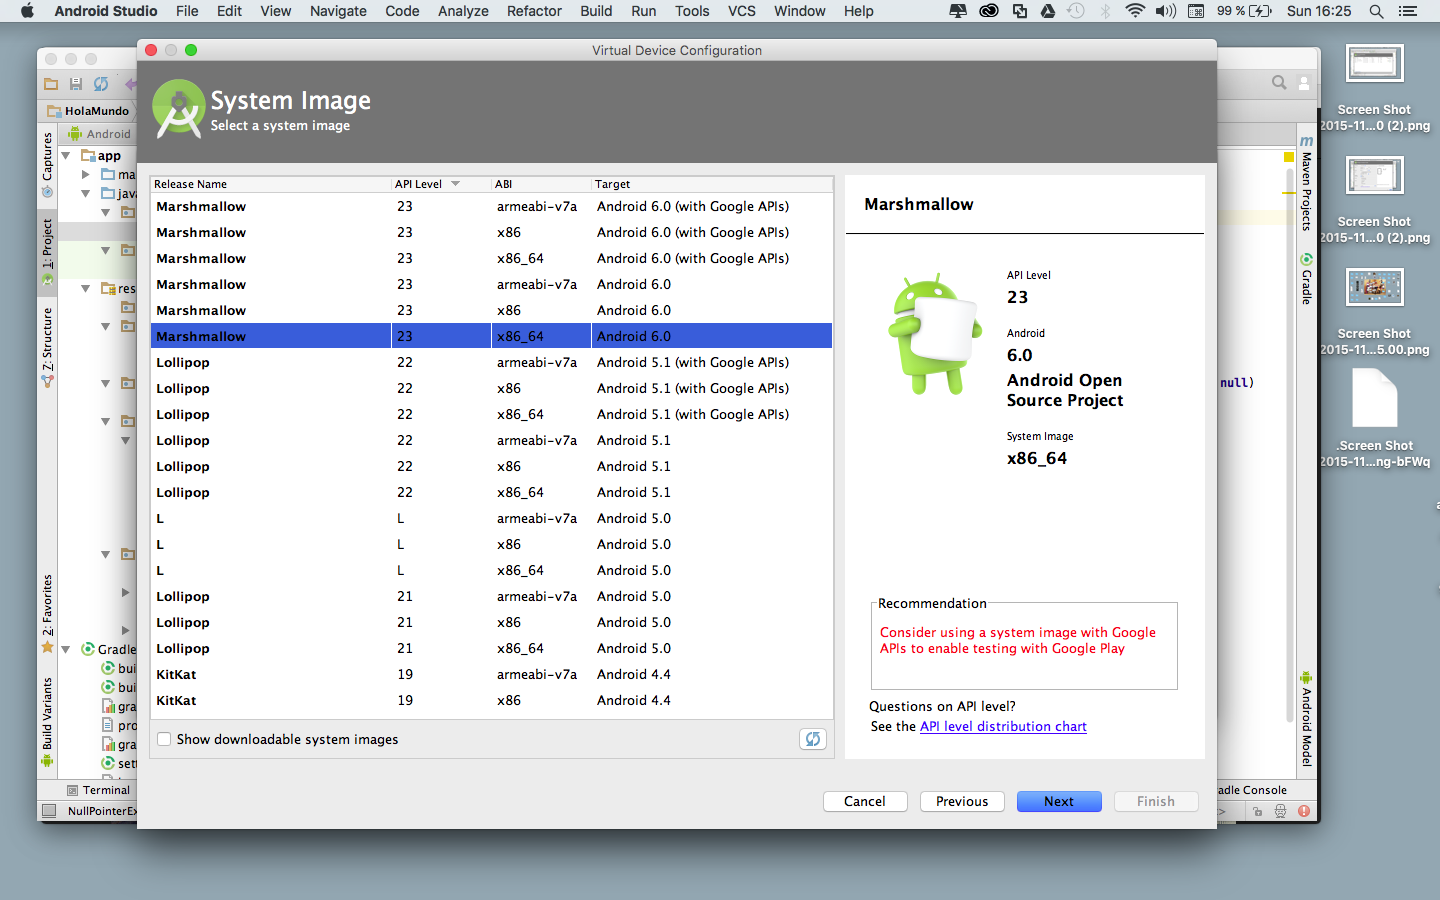 Android Studio File Edit View Navigate Code Analyze Refactor Build Run Tools VCS Window Help 99 % Sun 16:25
Virtual Device Configuration
System Image
Select a system image
HolaMundo
Android
app
ma
java
res
Gradle
bui
bui
gra
pro
gra
sett
Captures
1: Project
7: Structure
2: Favorites
Build Variants
Release Name API Level ABI Target
Marshmallow 23 armeabi-v7a Android 6.0 (with Google APIs)
Marshmallow 23 x86 Android 6.0 (with Google APIs)
Marshmallow 23 x86_64 Android 6.0 (with Google APIs)
Marshmallow 23 armeabi-v7a Android 6.0
Marshmallow 23 x86 Android 6.0
Marshmallow 23 x86_64 Android 6.0
Lollipop 22 armeabi-v7a Android 5.1 (with Google APIs)
Lollipop 22 x86 Android 5.1 (with Google APIs)
Lollipop 22 x86_64 Android 5.1 (with Google APIs)
Lollipop 22 armeabi-v7a Android 5.1
Lollipop 22 x86 Android 5.1
Lollipop 22 x86_64 Android 5.1
L L armeabi-v7a Android 5.0
L L x86 Android 5.0
L L x86_64 Android 5.0
Lollipop 21 armeabi-v7a Android 5.0
Lollipop 21 x86 Android 5.0
Lollipop 21 x86_64 Android 5.0
KitKat 19 armeabi-v7a Android 4.4
KitKat 19 x86 Android 4.4
Show downloadable system images
Marshmallow
API Level
23
Android
6.0
Android Open
Source Project
System Image
x86_64
Recommendation
Consider using a system image with Google
APIs to enable testing with Google Play
Questions on API level?
See the API level distribution chart
Cancel Previous Next Finish
null)
m
Maven Projects
Gradle
Android Model
Terminal
adle Console
NullPointerEx
Screen Shot
2015-11...0 (2).png
Screen Shot
2015-11...0 (2).png
Screen Shot
2015-11...5.00.png
.Screen Shot
2015-11...ng-bFWq